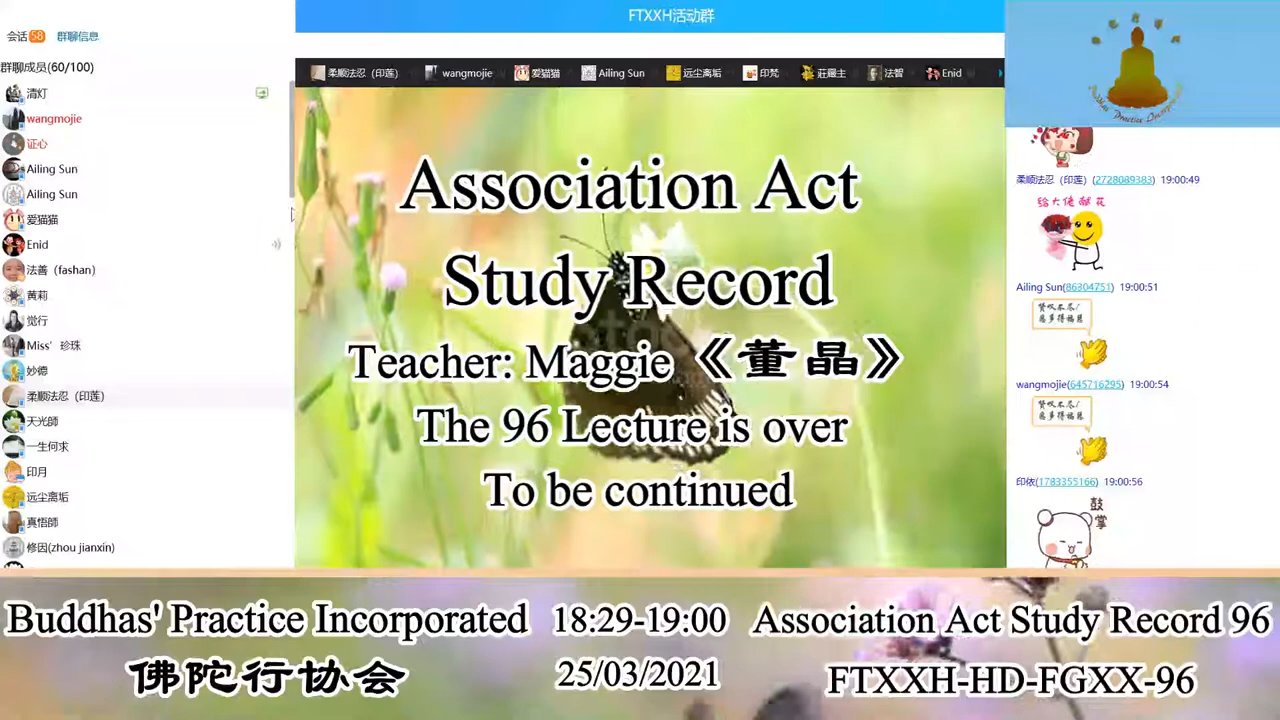 FTXXH活动群
会话 58 群聊信息
群聊成员(60/100)
清灯
wangmojie
证心
Ailing Sun
Ailing Sun
爱猫猫
Enid
法善（fashan）
黄莉
觉行
Miss’珍珠
妙德
柔顺法忍（印莲）
天光師
一生何求
印月
远尘离垢
真悟師
修因(zhou jianxin)
柔顺法忍（印莲） wangmojie 爱猫猫 Ailing Sun 远尘离垢 印梵 莊嚴主 法智 Enid
Association Act
Study Record
Teacher: Maggie《董晶》
The 96 Lecture is over
To be continued
Buddhas Practice Incorporated
柔顺法忍（印莲）(2728089383) 19:00:49
给大佬献花
Ailing Sun(86304751) 19:00:51
wangmojie(645716295) 19:00:54
印依(1783355166) 19:00:56
鼓掌
Buddhas' Practice Incorporated 18:29-19:00 Association Act Study Record 96
佛陀行协会 25/03/2021 FTXXH-HD-FGXX-96